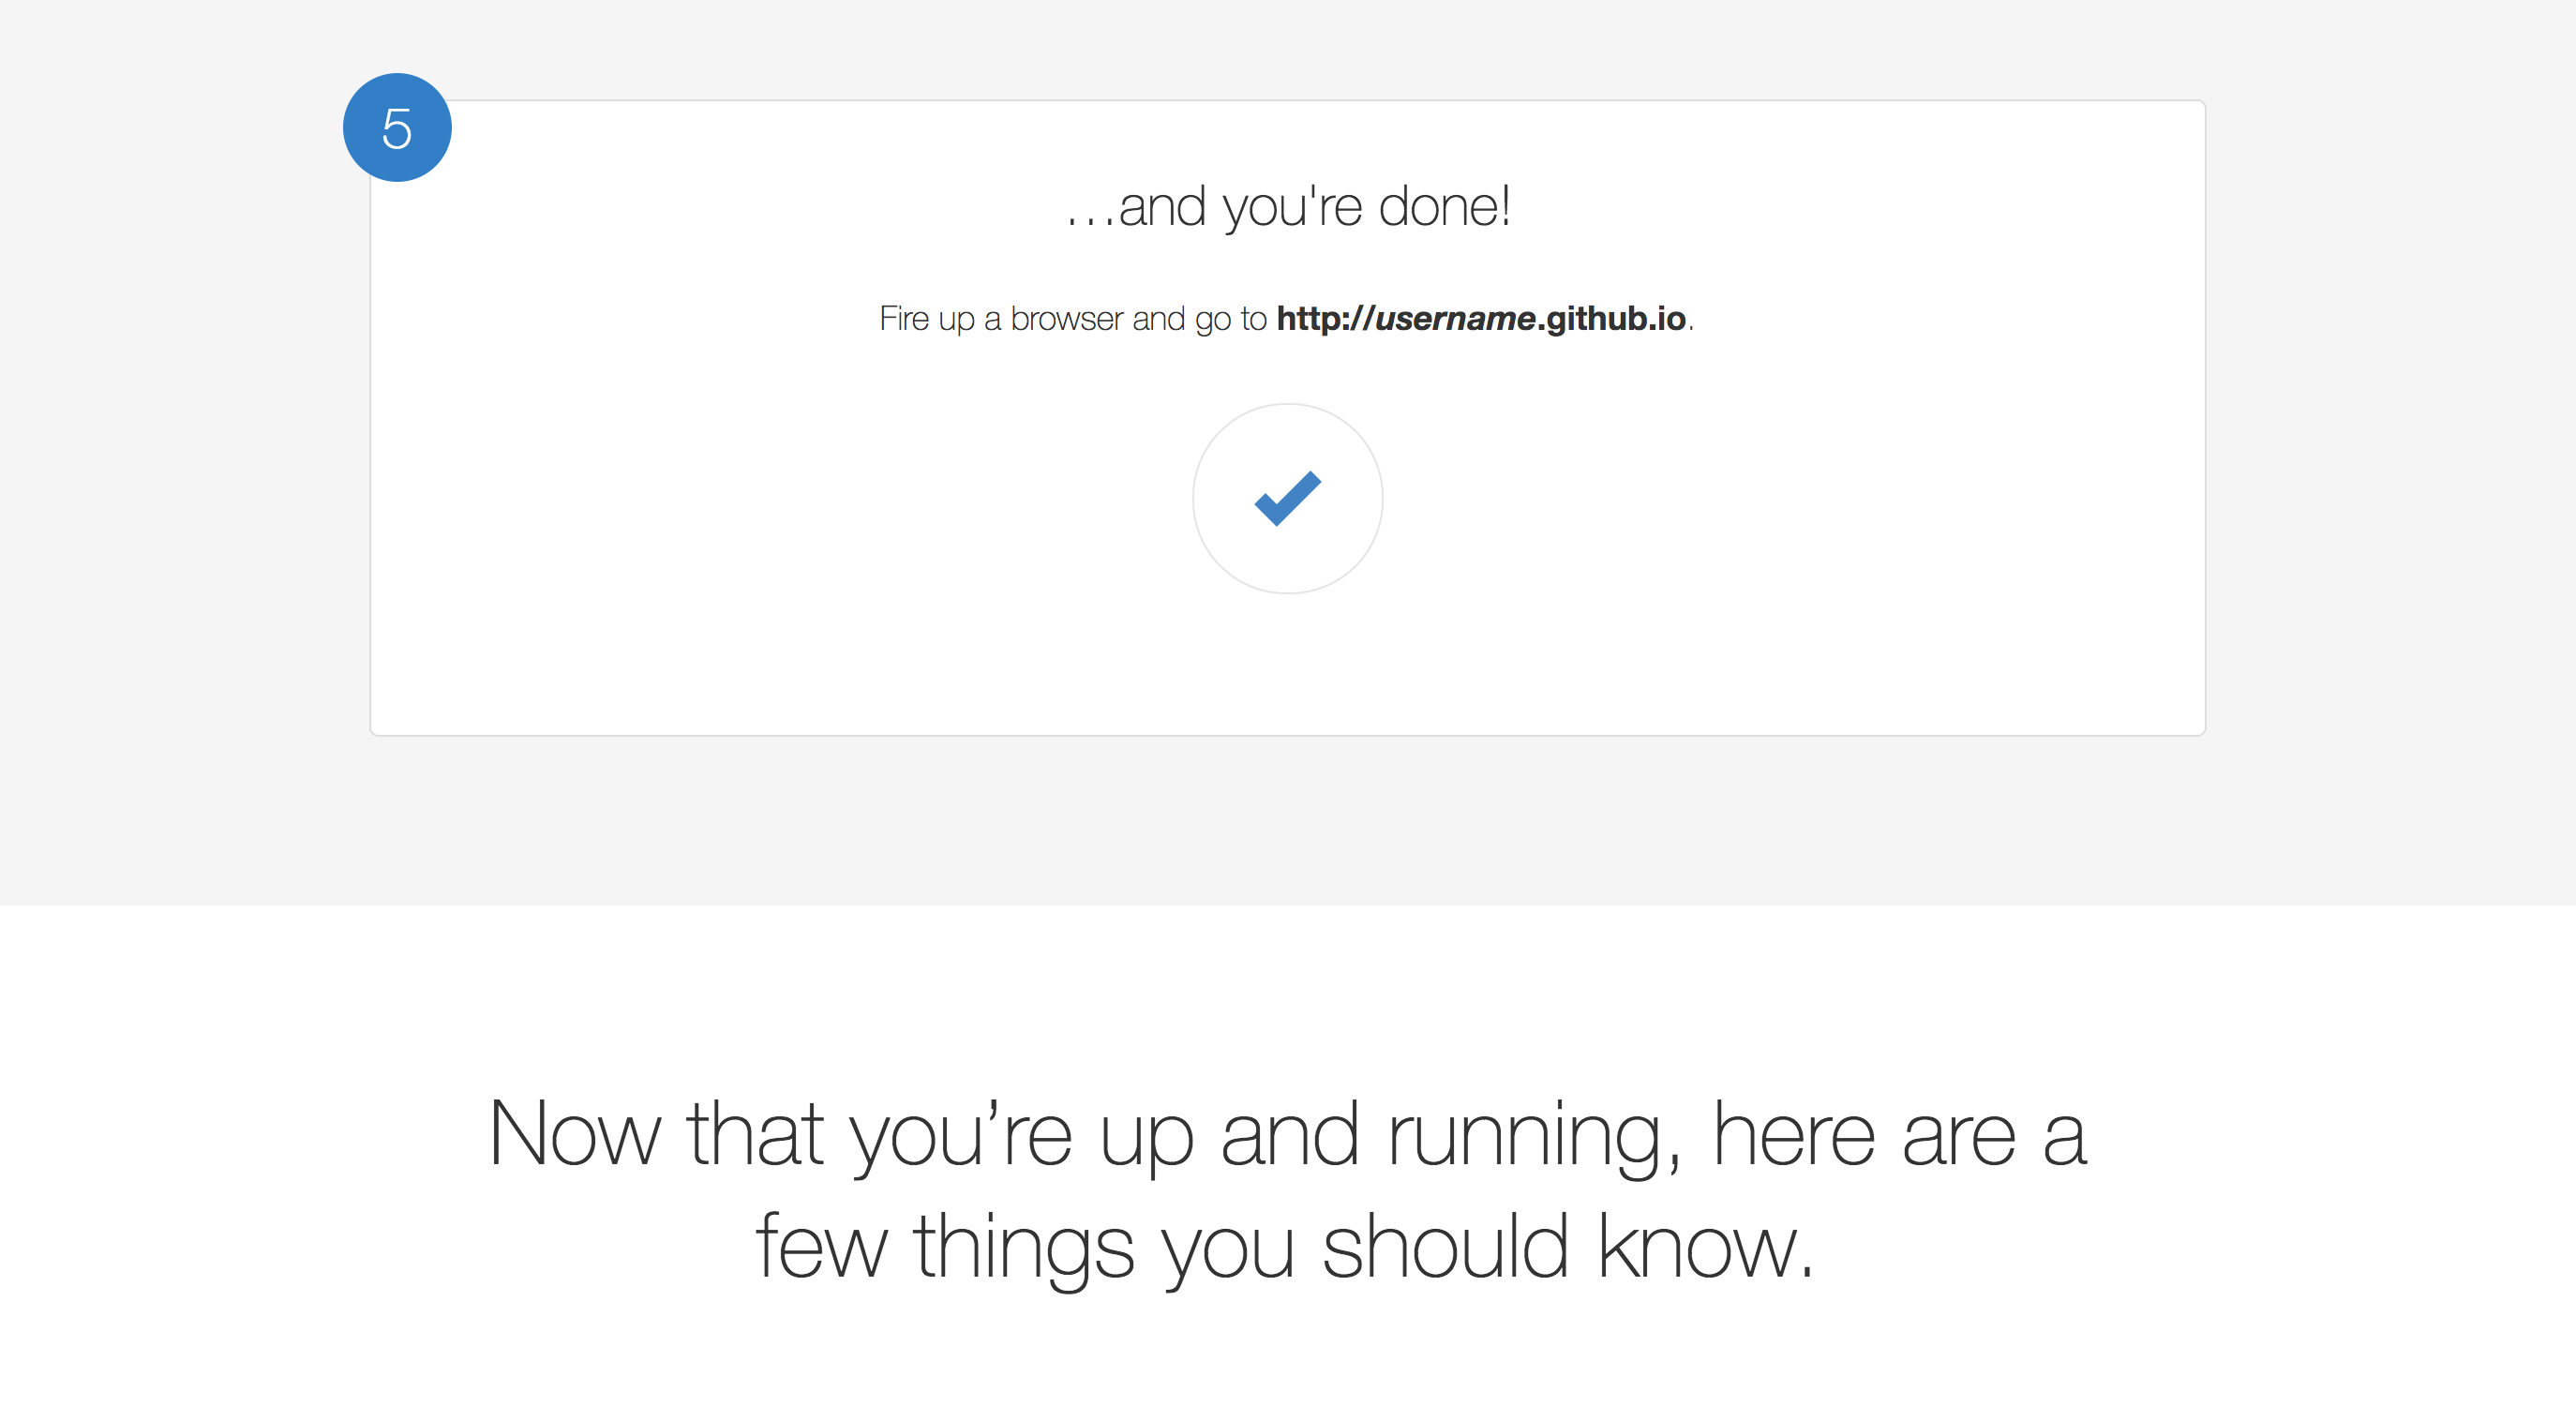 5
…and you're done!
Fire up a browser and go to http://username.github.io.
Now that you’re up and running, here are a
few things you should know.